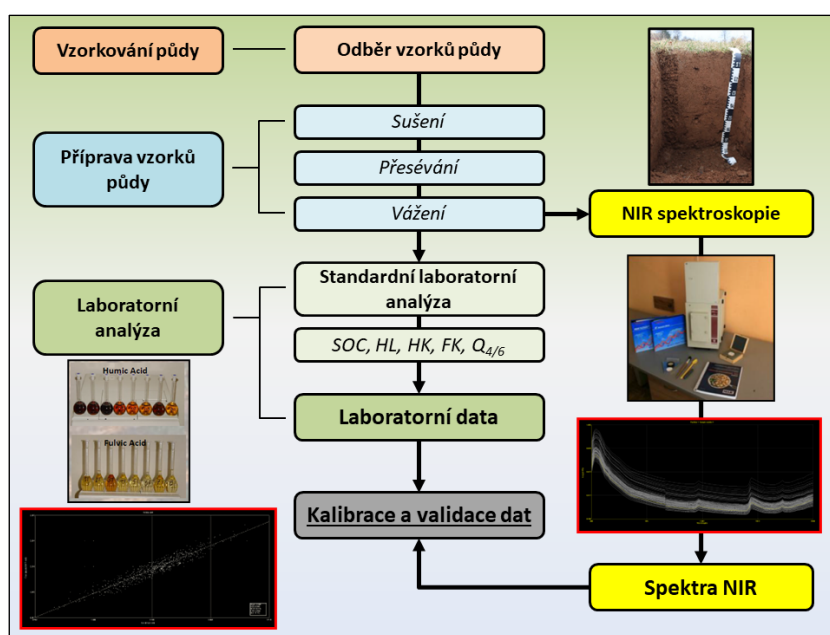 Vzorkování půdy
Odběr vzorků půdy
Příprava vzorků
půdy
Sušení
Přesévání
Vážení
NIR spektroskopie
Laboratorní
analýza
Standardní laboratorní
analýza
SOC, HL, HK, FK, Q4/6
Laboratorní data
Humic Acid
Fulvic Acid
Kalibrace a validace dat
Spektra NIR